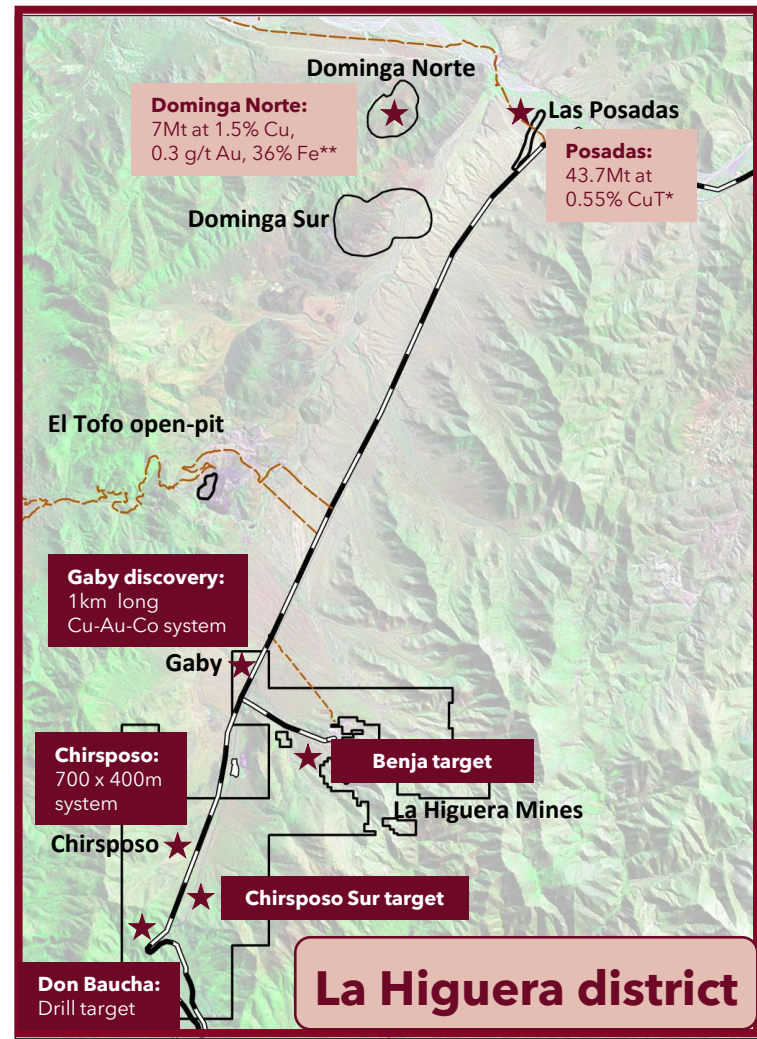 Dominga Norte
Dominga Norte:
7Mt at 1.5% Cu,
0.3 g/t Au, 36% Fe**
Las Posadas
Posadas:
43.7Mt at
0.55% CuT*
Dominga Sur
El Tofo open-pit
Gaby discovery:
1km long
Cu-Au-Co system
Gaby
Chirsposo:
700 x 400m
system
Benja target
La Higuera Mines
Chirsposo
Chirsposo Sur target
Don Baucha:
Drill target
La Higuera district